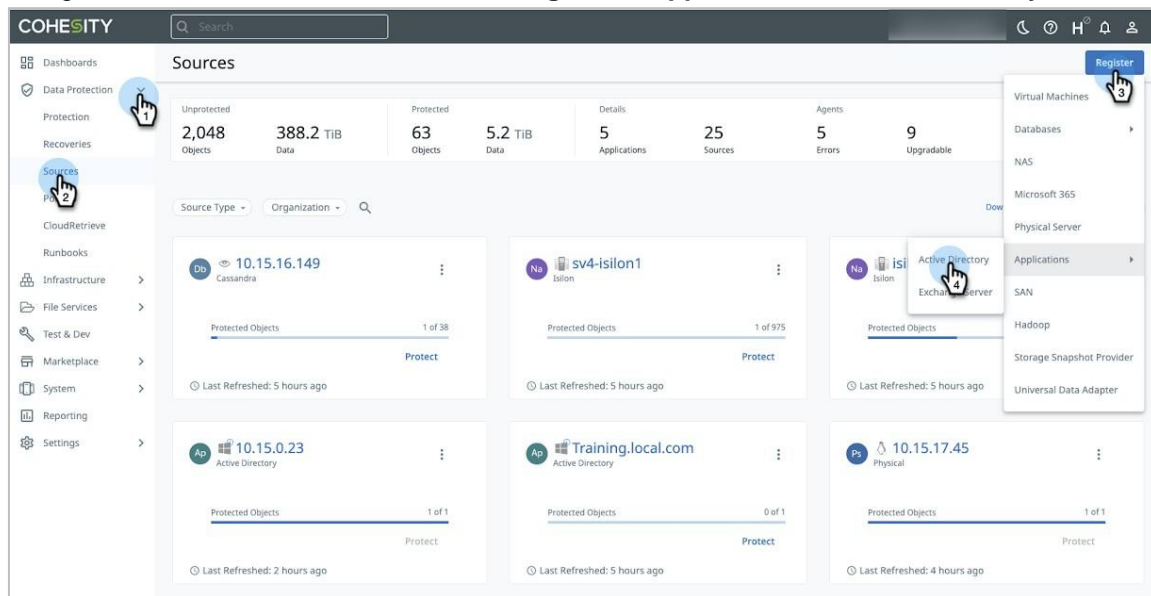 COHESITY
Search
H
Dashboards
Data Protection
Protection
Recoveries
Sources
CloudRetrieve
Runbooks
Infrastructure
File Services
Test & Dev
Marketplace
System
Reporting
Settings
1
2
Sources
Register
3
Unprotected
2,048 388.2 TiB
Objects Data
Protected
63 5.2 TiB
Objects Data
Details
5 25
Applications Sources
Agents
5 9
Errors Upgradable
Source Type Organization
Dow
Virtual Machines
Databases
NAS
Microsoft 365
Physical Server
Applications
SAN
Hadoop
Storage Snapshot Provider
Universal Data Adapter
Active Directory
4
Exchange Server
Db 10.15.16.149
Cassandra
Protected Objects 1 of 38
Protect
Last Refreshed: 5 hours ago
Na sv4-isilon1
Isilon
Protected Objects 1 of 975
Protect
Last Refreshed: 5 hours ago
Na isi
Isilon
Protected Objects
Last Refreshed: 5 hours ago
Ap 10.15.0.23
Active Directory
Protected Objects 1 of 1
Protect
Last Refreshed: 2 hours ago
Ap Training.local.com
Active Directory
Protected Objects 0 of 1
Protect
Last Refreshed: 5 hours ago
Ps 10.15.17.45
Physical
Protected Objects 1 of 1
Protect
Last Refreshed: 4 hours ago